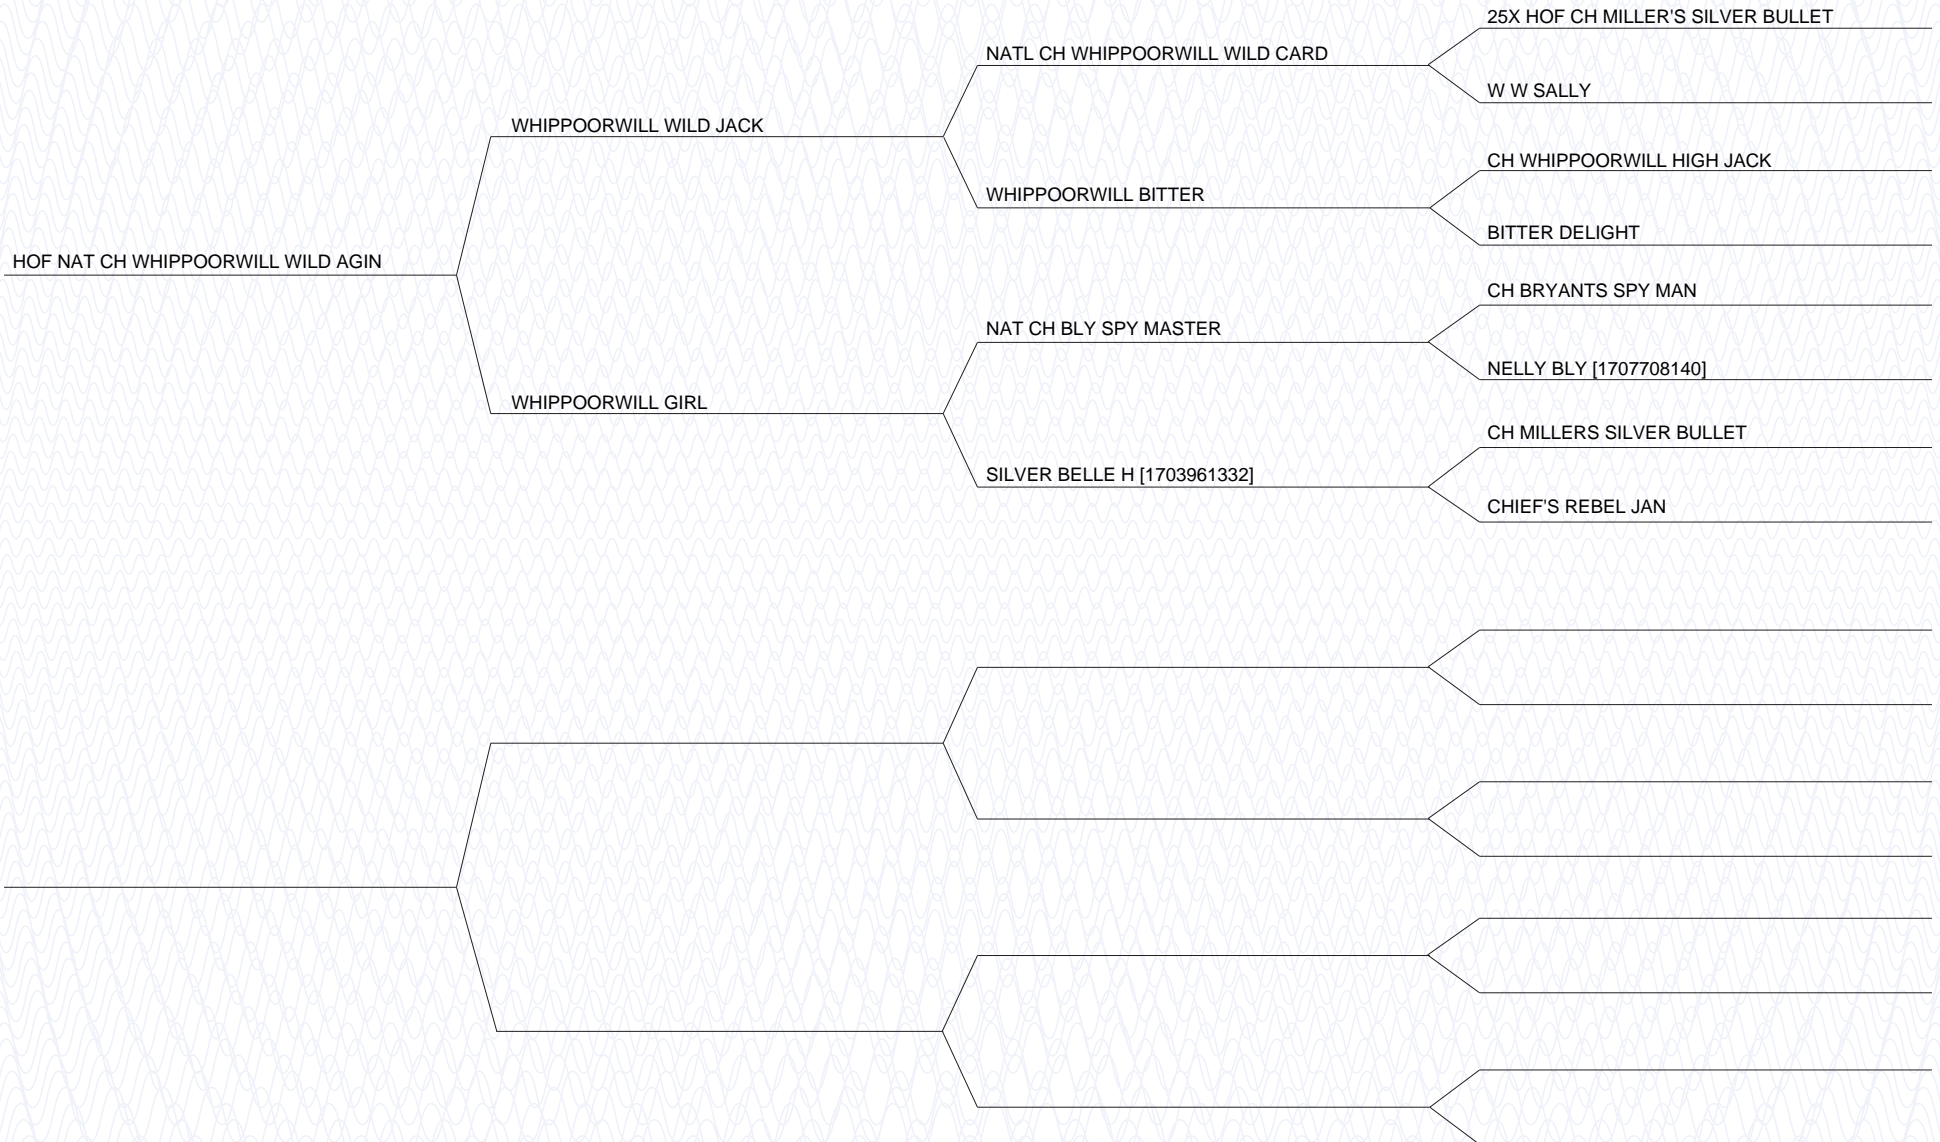 25X HOF CH MILLER'S SILVER BULLET
NATL CH WHIPPOORWILL WILD CARD
W W SALLY
WHIPPOORWILL WILD JACK
CH WHIPPOORWILL HIGH JACK
WHIPPOORWILL BITTER
BITTER DELIGHT
HOF NAT CH WHIPPOORWILL WILD AGIN
CH BRYANTS SPY MAN
NAT CH BLY SPY MASTER
NELLY BLY [1707708140]
WHIPPOORWILL GIRL
CH MILLERS SILVER BULLET
SILVER BELLE H [1703961332]
CHIEF'S REBEL JAN